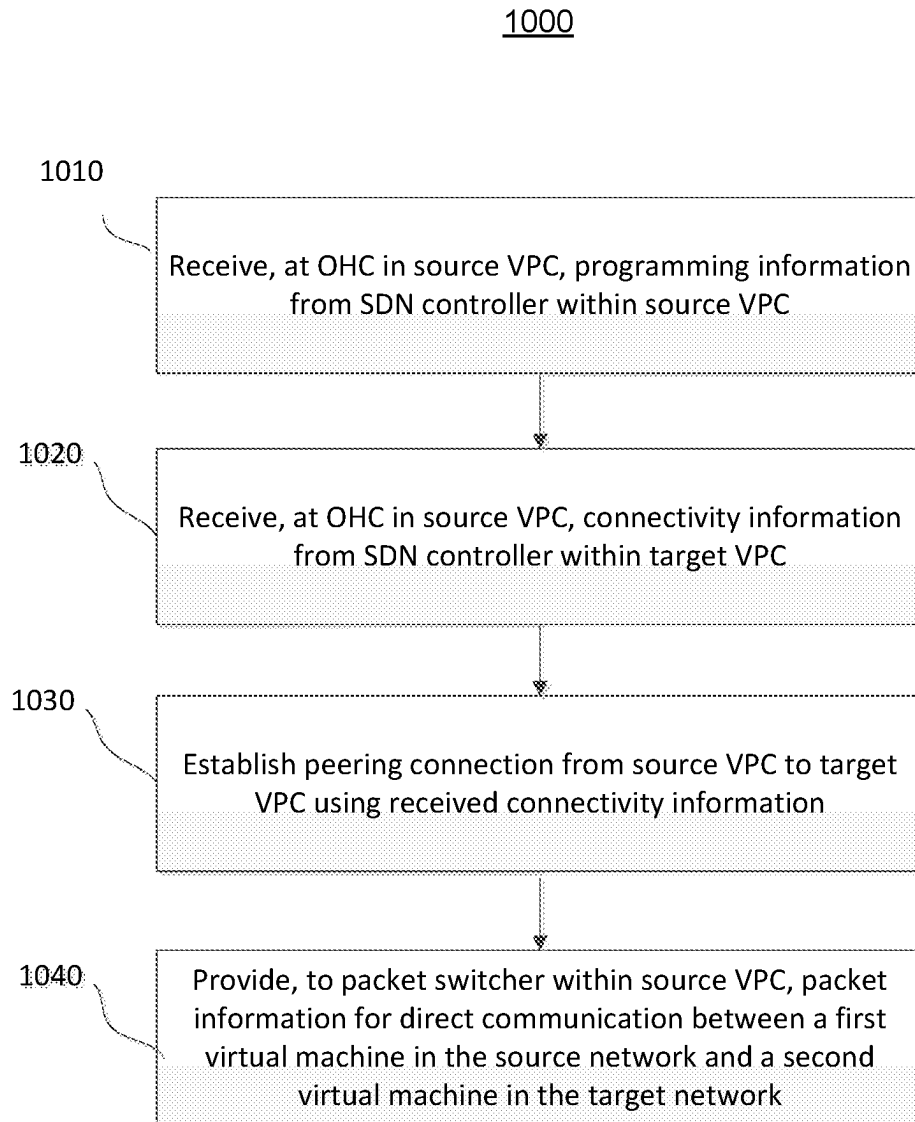 1000
1010
Receive, at OHC in source VPC, programming information
from SDN controller within source VPC
1020
Receive, at OHC in source VPC, connectivity information
from SDN controller within target VPC
1030
Establish peering connection from source VPC to target
VPC using received connectivity information
1040
Provide, to packet switcher within source VPC, packet
information for direct communication between a first
virtual machine in the source network and a second
virtual machine in the target network